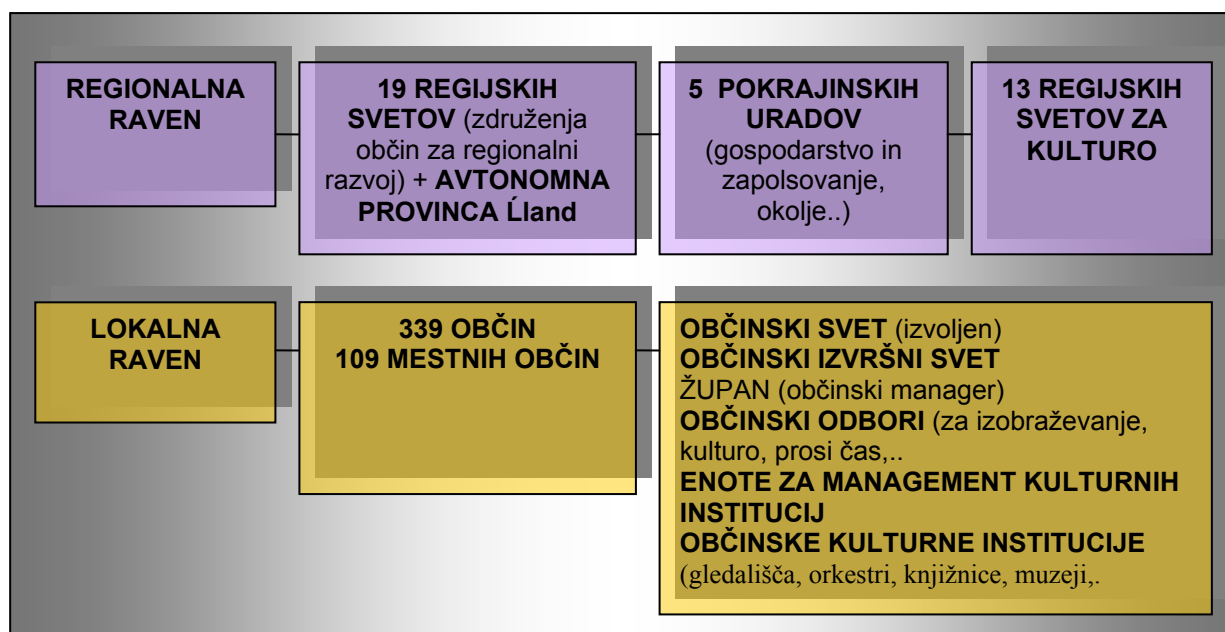 REGIONALNA
RAVEN
19 REGIJSKIH
SVETOV (združenja
občin za regionalni
razvoj) + AVTONOMNA
PROVINCA Ĺland
5  POKRAJINSKIH
URADOV
(gospodarstvo in
zapolsovanje,
okolje..)
13 REGIJSKIH
SVETOV ZA
KULTURO
LOKALNA
RAVEN
339 OBČIN
109 MESTNIH OBČIN
OBČINSKI SVET (izvoljen)
OBČINSKI IZVRŠNI SVET
ŽUPAN (občinski manager)
OBČINSKI ODBORI (za izobraževanje,
kulturo, prosi čas,..
ENOTE ZA MANAGEMENT KULTURNIH
INSTITUCIJ
OBČINSKE KULTURNE INSTITUCIJE
(gledališča, orkestri, knjižnice, muzeji,.